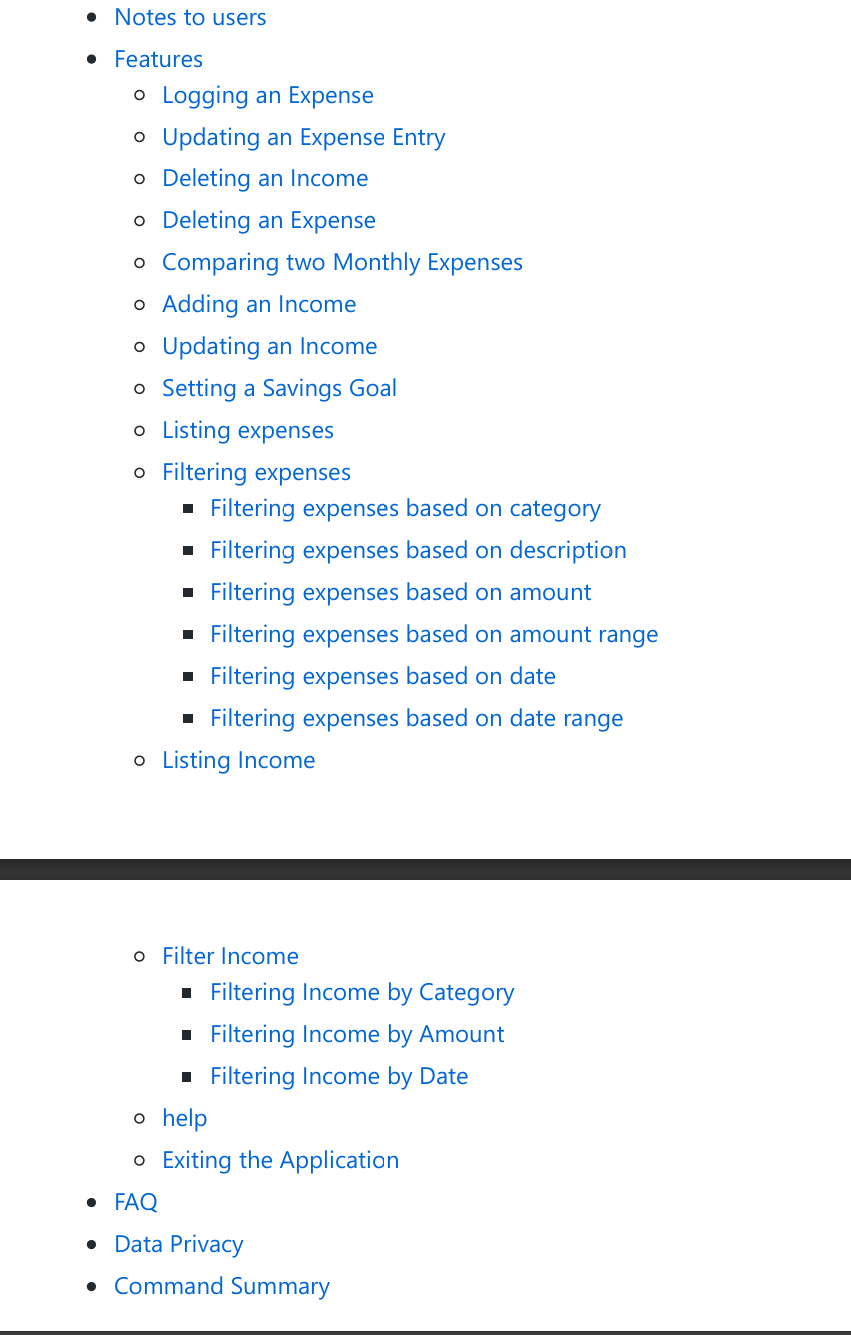 Notes to users
Features
Logging an Expense
Updating an Expense Entry
Deleting an Income
Deleting an Expense
Comparing two Monthly Expenses
Adding an Income
Updating an Income
Setting a Savings Goal
Listing expenses
Filtering expenses
Filtering expenses based on category
Filtering expenses based on description
Filtering expenses based on amount
Filtering expenses based on amount range
Filtering expenses based on date
Filtering expenses based on date range
Listing Income
Filter Income
Filtering Income by Category
Filtering Income by Amount
Filtering Income by Date
help
Exiting the Application
FAQ
Data Privacy
Command Summary